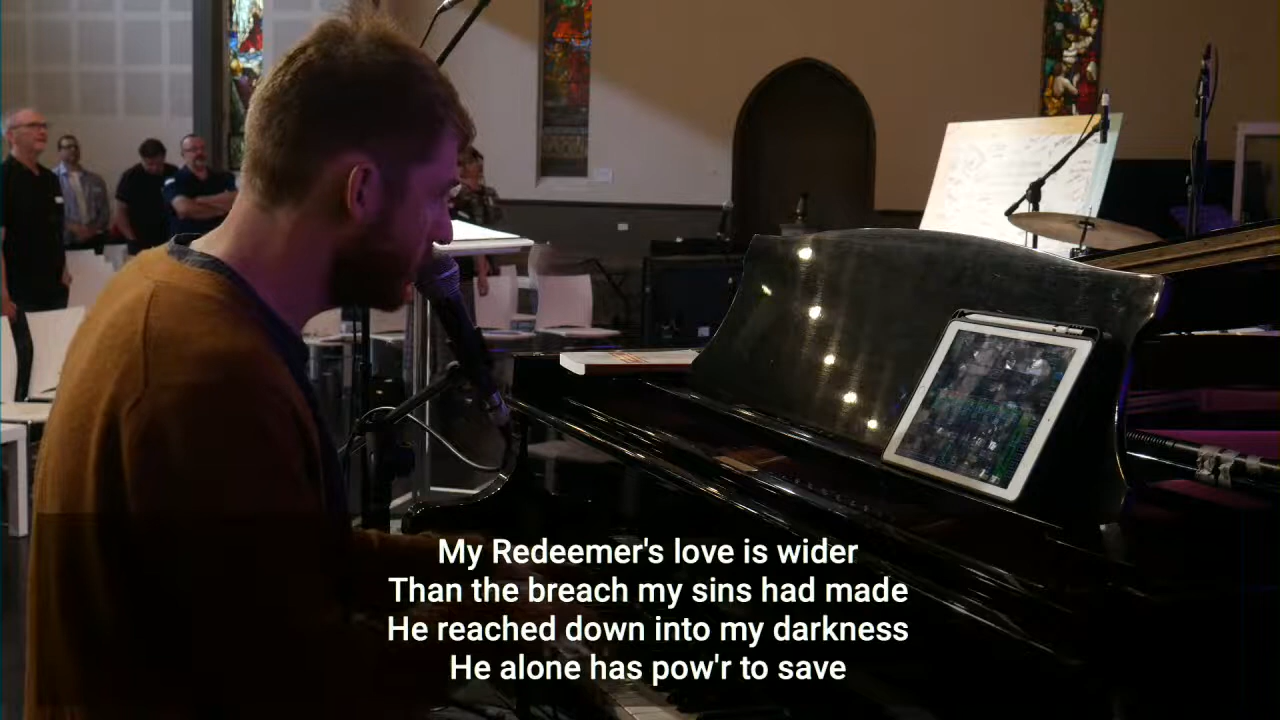 My Redeemer's love is wider
Than the breach my sins had made
He reached down into my darkness
He alone has pow'r to save